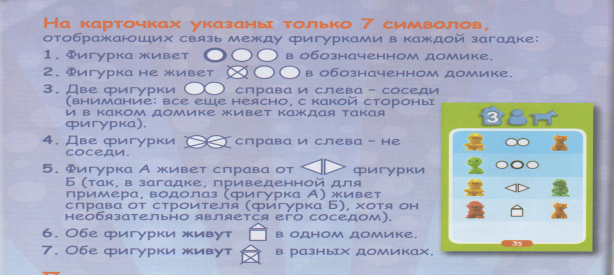 На карточках указаны только 7 символов,
отображающих связь между фигурками в каждой загадке:
1. Фигурка живет в обозначенном домике.
2. Фигурка не живет в обозначенном домике.
3. Две фигурки справа и слева – соседи
(внимание: все еще неясно, с какой стороны
и в каком домике живет каждая такая
фигурка).
4. Две фигурки справа и слева – не
соседи.
5. Фигурка А живет справа от фигурки
Б (так, в загадке, приведенной для
примера, водолаз (фигурка А) живет
справа от строителя (фигурка Б), хотя он
необязательно является его соседом).
6. Обе фигурки живут в одном домике.
7. Обе фигурки живут в разных домиках.
3
35